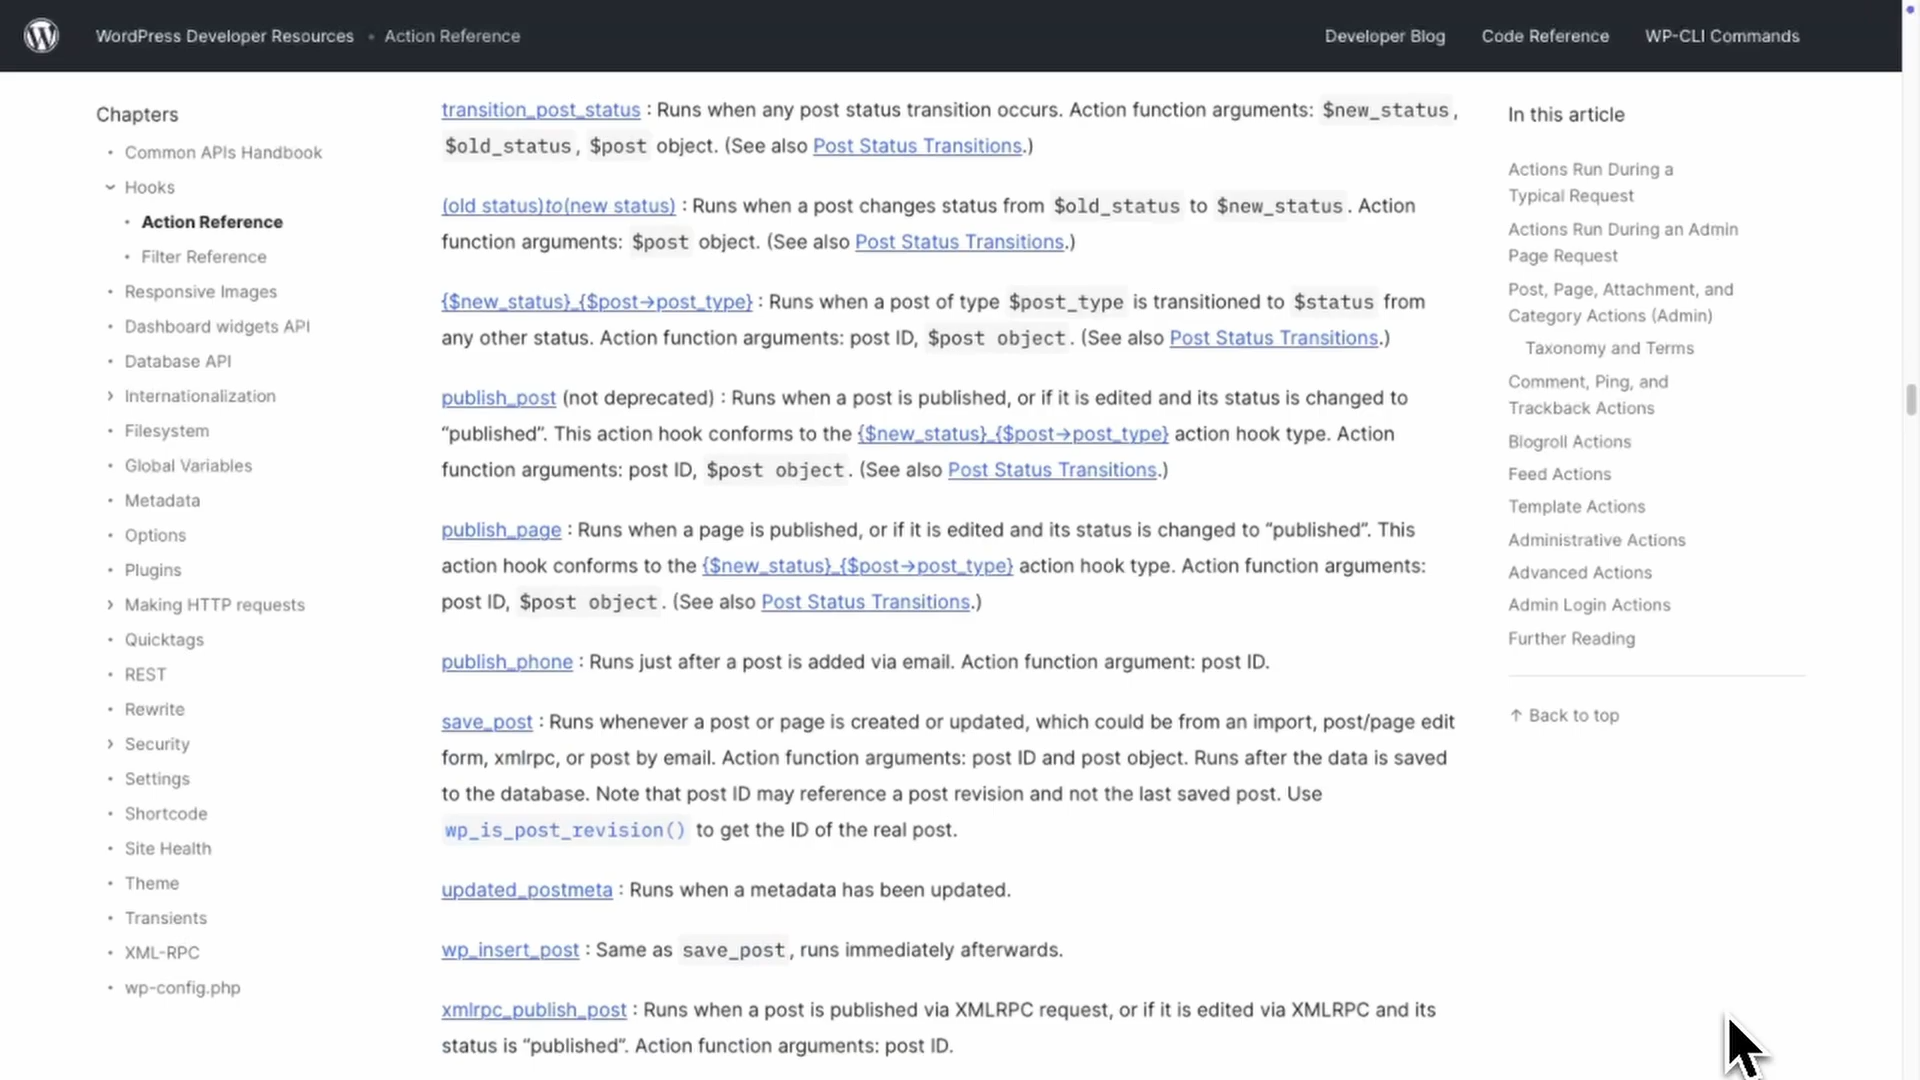 WordPress Developer Resources • Action Reference
Developer Blog
Code Reference
WP-CLI Commands
Chapters
• Common APIs Handbook
Hooks
• Action Reference
• Filter Reference
• Responsive Images
• Dashboard widgets API
• Database API
Internationalization
• Filesystem
• Global Variables
• Metadata
• Options
• Plugins
Making HTTP requests
• Quicktags
• REST
• Rewrite
Security
• Settings
• Shortcode
• Site Health
• Theme
• Transients
• XML-RPC
• wp-config.php
transition_post_status : Runs when any post status transition occurs. Action function arguments: $new_status,
$old_status, $post object. (See also Post Status Transitions.)
(old status)to(new status) : Runs when a post changes status from $old_status to $new_status. Action
function arguments: $post object. (See also Post Status Transitions.)
{$new_status}_{$post→post_type} : Runs when a post of type $post_type is transitioned to $status from
any other status. Action function arguments: post ID, $post object. (See also Post Status Transitions.)
publish_post (not deprecated) : Runs when a post is published, or if it is edited and its status is changed to
“published”. This action hook conforms to the {$new_status}_{$post→post_type} action hook type. Action
function arguments: post ID, $post object. (See also Post Status Transitions.)
publish_page : Runs when a page is published, or if it is edited and its status is changed to “published”. This
action hook conforms to the {$new_status}_{$post→post_type} action hook type. Action function arguments:
post ID, $post object. (See also Post Status Transitions.)
publish_phone : Runs just after a post is added via email. Action function argument: post ID.
save_post : Runs whenever a post or page is created or updated, which could be from an import, post/page edit
form, xmlrpc, or post by email. Action function arguments: post ID and post object. Runs after the data is saved
to the database. Note that post ID may reference a post revision and not the last saved post. Use
wp_is_post_revision() to get the ID of the real post.
updated_postmeta : Runs when a metadata has been updated.
wp_insert_post : Same as save_post, runs immediately afterwards.
xmlrpc_publish_post : Runs when a post is published via XMLRPC request, or if it is edited via XMLRPC and its
status is “published”. Action function arguments: post ID.
In this article
Actions Run During a
Typical Request
Actions Run During an Admin
Page Request
Post, Page, Attachment, and
Category Actions (Admin)
Taxonomy and Terms
Comment, Ping, and
Trackback Actions
Blogroll Actions
Feed Actions
Template Actions
Administrative Actions
Advanced Actions
Admin Login Actions
Further Reading
↑ Back to top